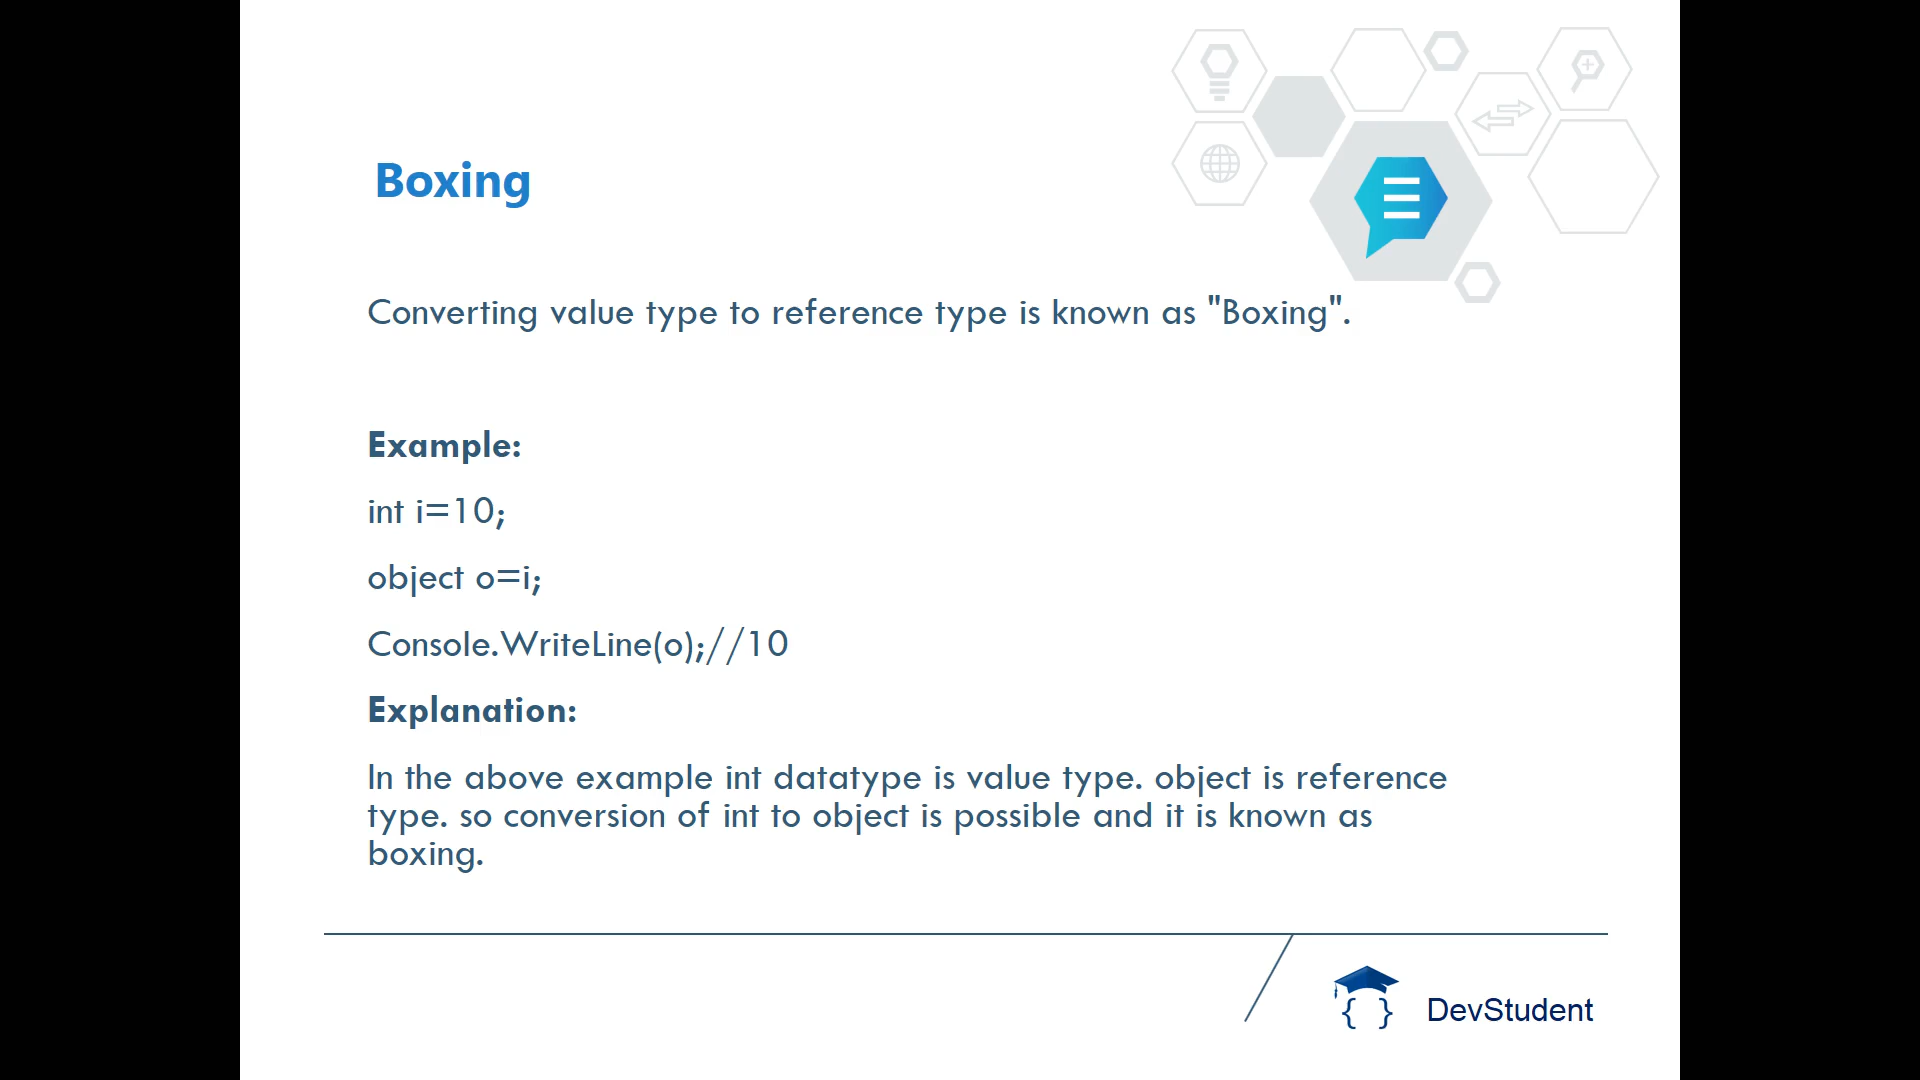 Boxing
Converting value type to reference type is known as "Boxing".
Example:
int i=10;
object o=i;
Console.WriteLine(o);//10
Explanation:
In the above example int datatype is value type. object is reference
type. so conversion of int to object is possible and it is known as
boxing.
{ } DevStudent